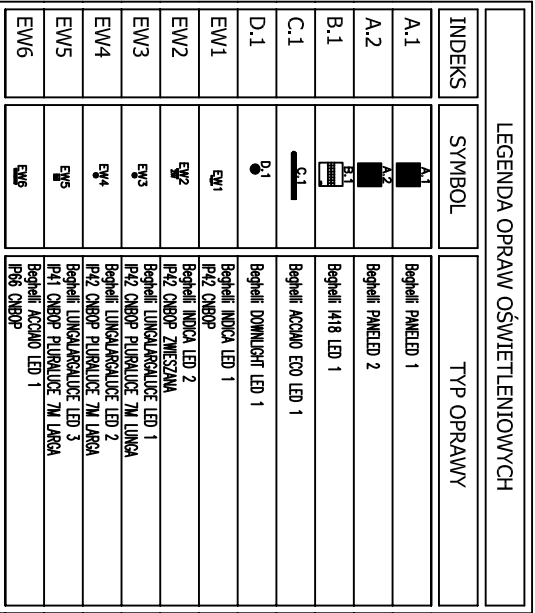 LEGENDA OPRAW OŚWIETLENIOWYCH
INDEKS SYMBOL TYP OPRAWY
A.1 A.1 Beghelli PANELED 1
A.2 A.2 Beghelli PANELED 2
B.1 B.1 Beghelli I418 LED 1
C.1 C.1 Beghelli ACCIAIO ECO LED 1
D.1 D.1 Beghelli DOWNLIGHT LED 1
EW1 EW1 Beghelli INDICA LED 1
IP42 CNBOP
EW2 EW2 Beghelli INDICA LED 2
IP42 CNBOP ZWIESZANA
EW3 EW3 Beghelli LUNGALARGALUCE LED 1
IP42 CNBOP PLURALUCE 7M LUNGA
EW4 EW4 Beghelli LUNGALARGALUCE LED 2
IP42 CNBOP PLURALUCE 7M LARGA
EW5 EW5 Beghelli LUNGALARGALUCE LED 3
IP41 CNBOP PLURALUCE 7M LARGA
EW6 EW6 Beghelli ACCIAIO LED 1
IP66 CNBOP